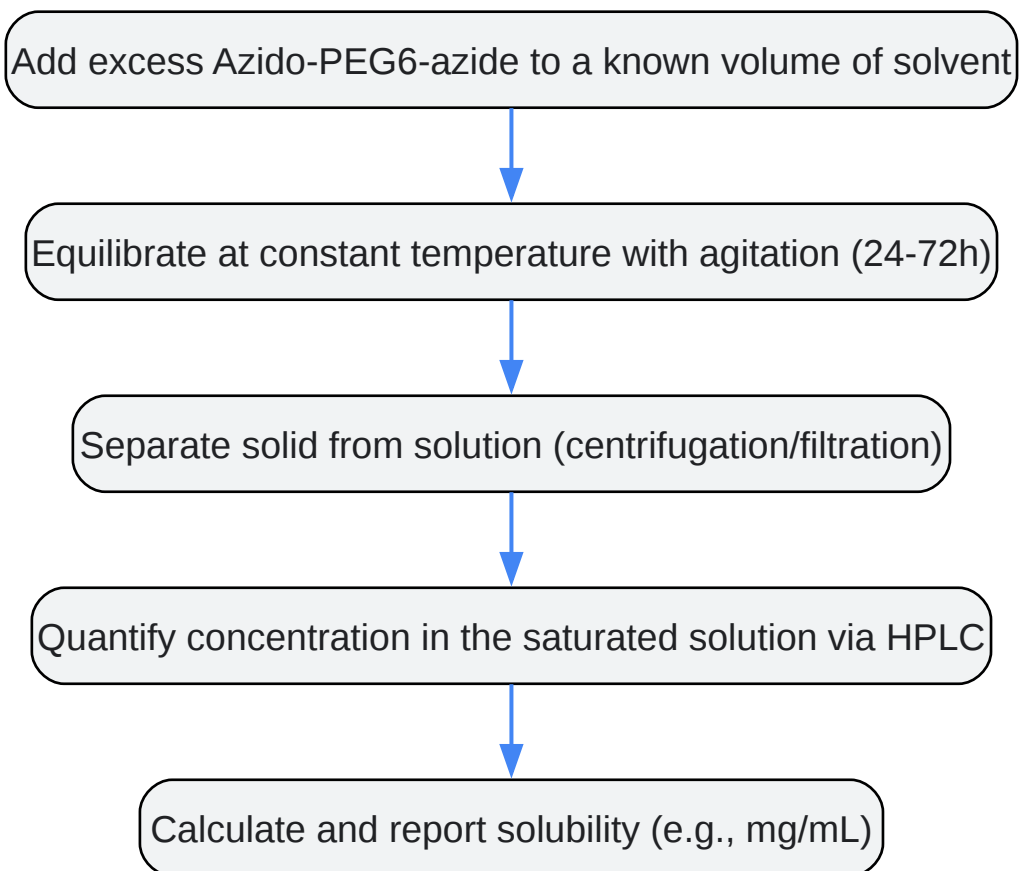 Add excess Azido-PEG6-azide to a known volume of solvent
Equilibrate at constant temperature with agitation (24-72h)
Separate solid from solution (centrifugation/filtration)
Quantify concentration in the saturated solution via HPLC
Calculate and report solubility (e.g., mg/mL)